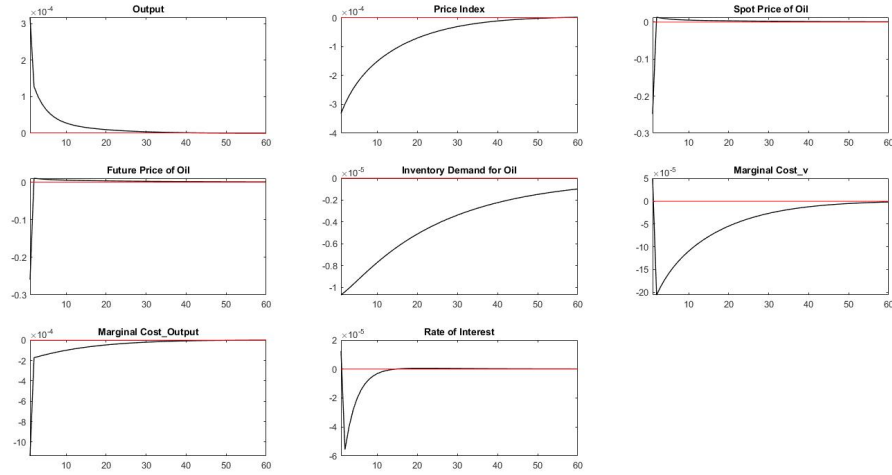 Output
×10-4
3
2
1
0
10 20 30 40 50 60
Price Index
×10-4
0
-1
-2
-3
-4
10 20 30 40 50 60
Spot Price of Oil
0
-0.1
-0.2
-0.3
10 20 30 40 50 60
Future Price of Oil
0
-0.1
-0.2
-0.3
10 20 30 40 50 60
Inventory Demand for Oil
×10-5
0
-0.2
-0.4
-0.6
-0.8
-1
10 20 30 40 50 60
Marginal Cost_v
×10-5
5
0
-5
-10
-15
-20
10 20 30 40 50 60
Marginal Cost_Output
×10-4
0
-2
-4
-6
-8
-10
10 20 30 40 50 60
Rate of Interest
×10-5
2
0
-2
-4
-6
10 20 30 40 50 60